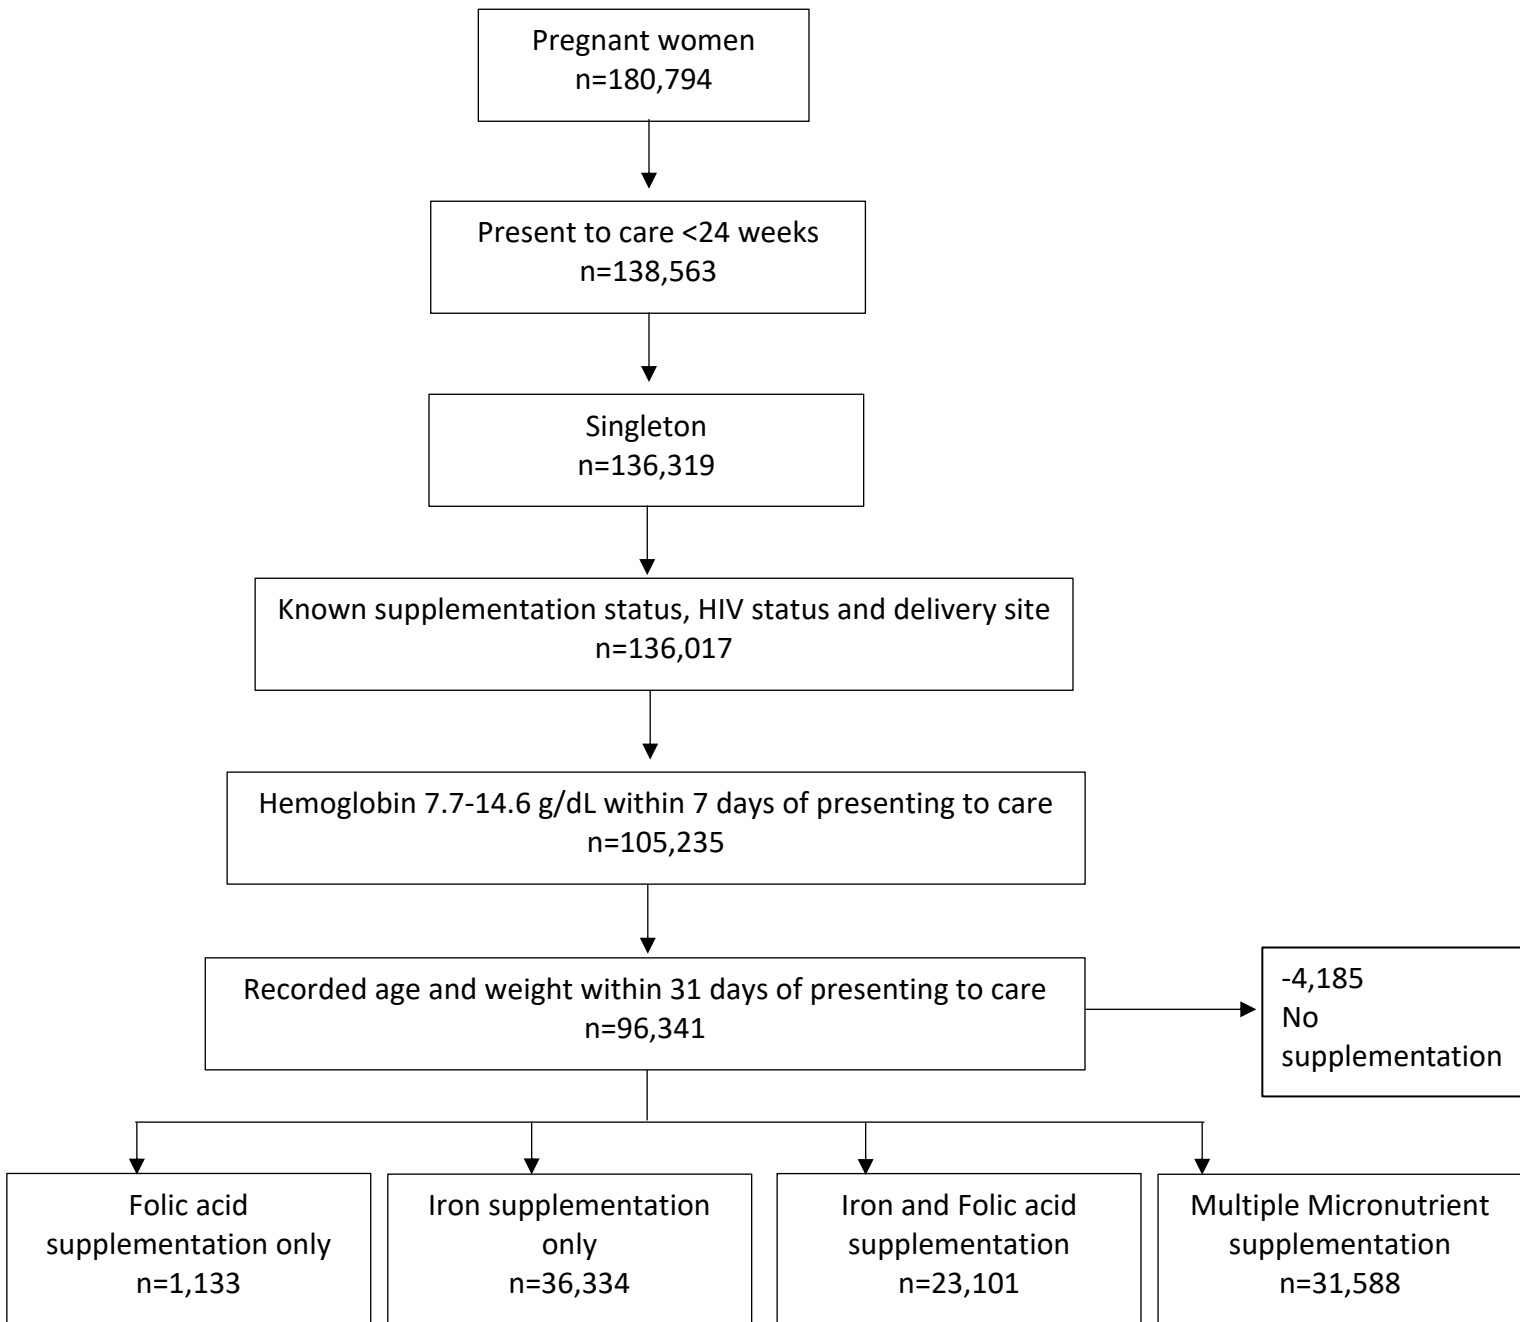 Pregnant women
n=180,794
Present to care <24 weeks
n=138,563
Singleton
n=136,319
Known supplementation status, HIV status and delivery site
n=136,017
Hemoglobin 7.7-14.6 g/dL within 7 days of presenting to care
n=105,235
Recorded age and weight within 31 days of presenting to care
n=96,341
-4,185
No
supplementation
Folic acid
supplementation only
n=1,133
Iron supplementation
only
n=36,334
Iron and Folic acid
supplementation
n=23,101
Multiple Micronutrient
supplementation
n=31,588